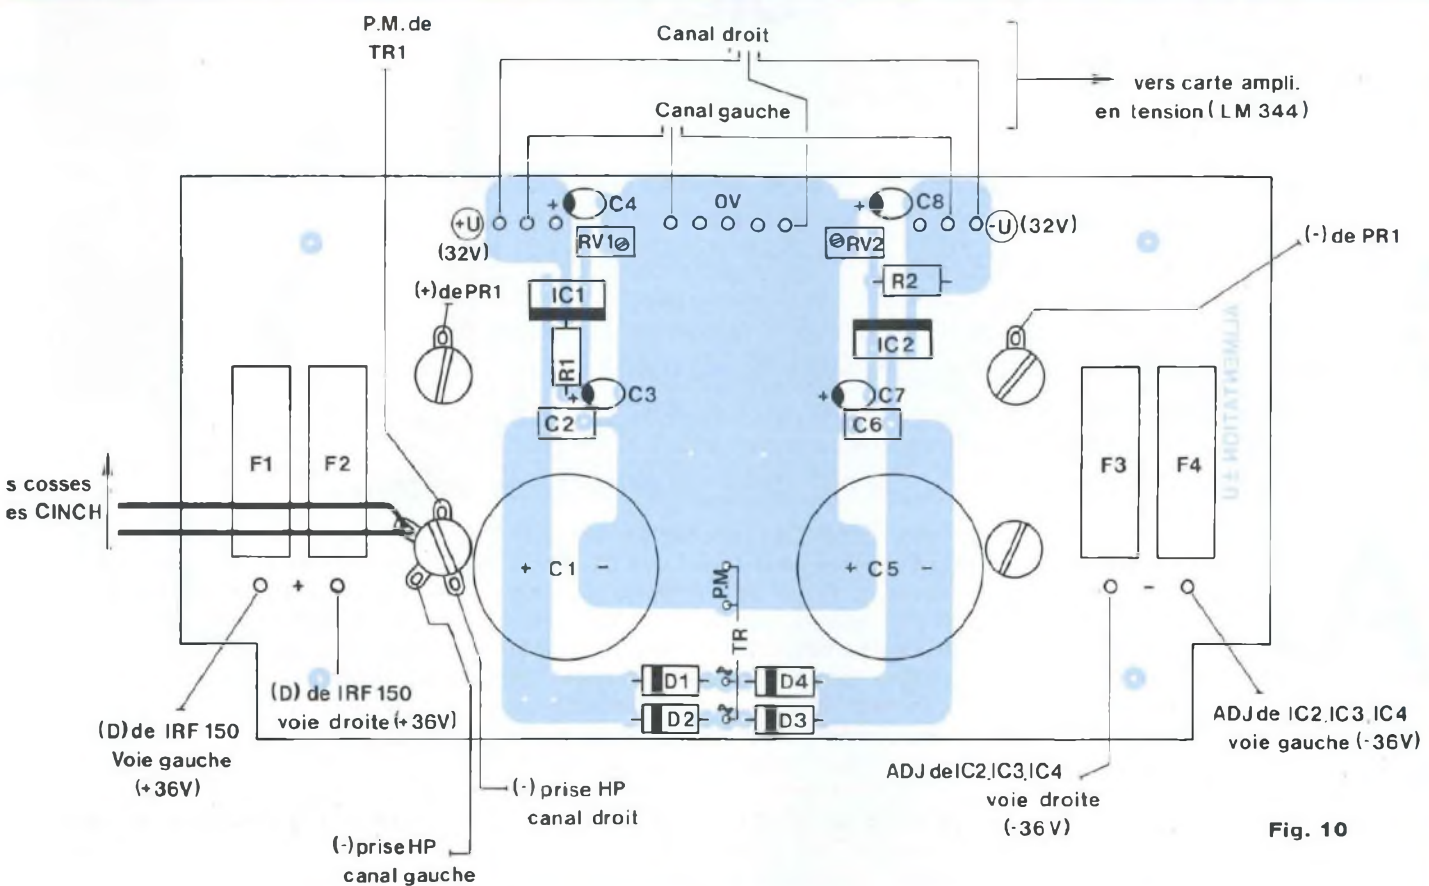 P.M. de
TR1
Canal droit
Canal gauche
vers carte ampli.
en tension (LM 344)
+U
(32V)
+
C4
RV1
OV
+
C8
RV2
-U
(32V)
(-) de PR1
(+) de PR1
IC1
R2
IC2
R1
+
C3
C2
+
C7
C6
ALIMENTATION ± U
F1
F2
F3
F4
s cosses
es CINCH
+ C1 -
+ C5 -
P.M.
TR
+
-
D1
D4
D2
D3
~
~
(D) de IRF 150
voie droite (+36V)
(D) de IRF 150
Voie gauche
(+36V)
(-) prise HP
canal droit
(-) prise HP
canal gauche
ADJ de IC2, IC3, IC4
voie droite
(-36V)
ADJ de IC2, IC3, IC4
voie gauche (-36V)
Fig. 10